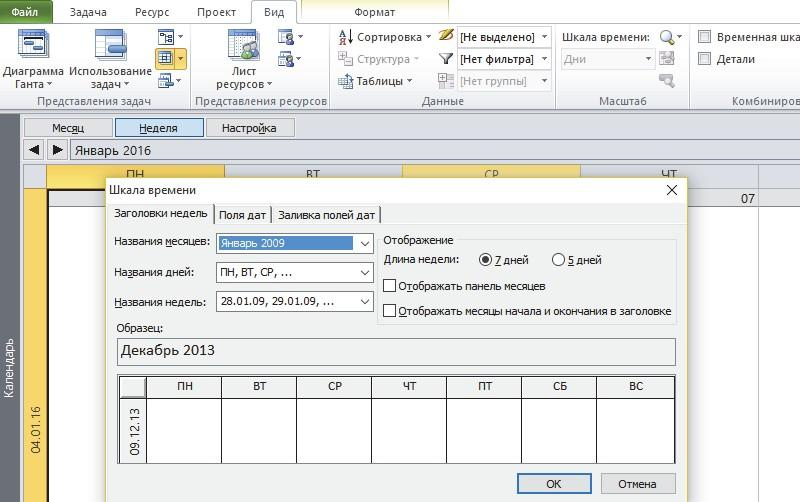 Файл Задача Ресурс Проект Вид Формат
Диаграмма Ганта
Использование задач
Представления задач
Лист ресурсов
Представления ресурсов
Сортировка [Не выделено]
Структура [Нет фильтра]
Таблицы [Нет группы]
Данные
Шкала времени:
Дни
Масштаб
Временная шка
Детали
Комбиниро
Месяц Неделя Настройка
Январь 2016
ПН ВТ СР ЧТ
07
Календарь
04.01.16
Шкала времени
Заголовки недель Поля дат Заливка полей дат
Названия месяцев: Январь 2009
Названия дней: ПН, ВТ, СР, ...
Названия недель: 28.01.09, 29.01.09, ...
Отображение
Длина недели: 7 дней 5 дней
Отображать панель месяцев
Отображать месяцы начала и окончания в заголовке
Образец:
Декабрь 2013
ПН ВТ СР ЧТ ПТ СБ ВС
09.12.13
ОК Отмена